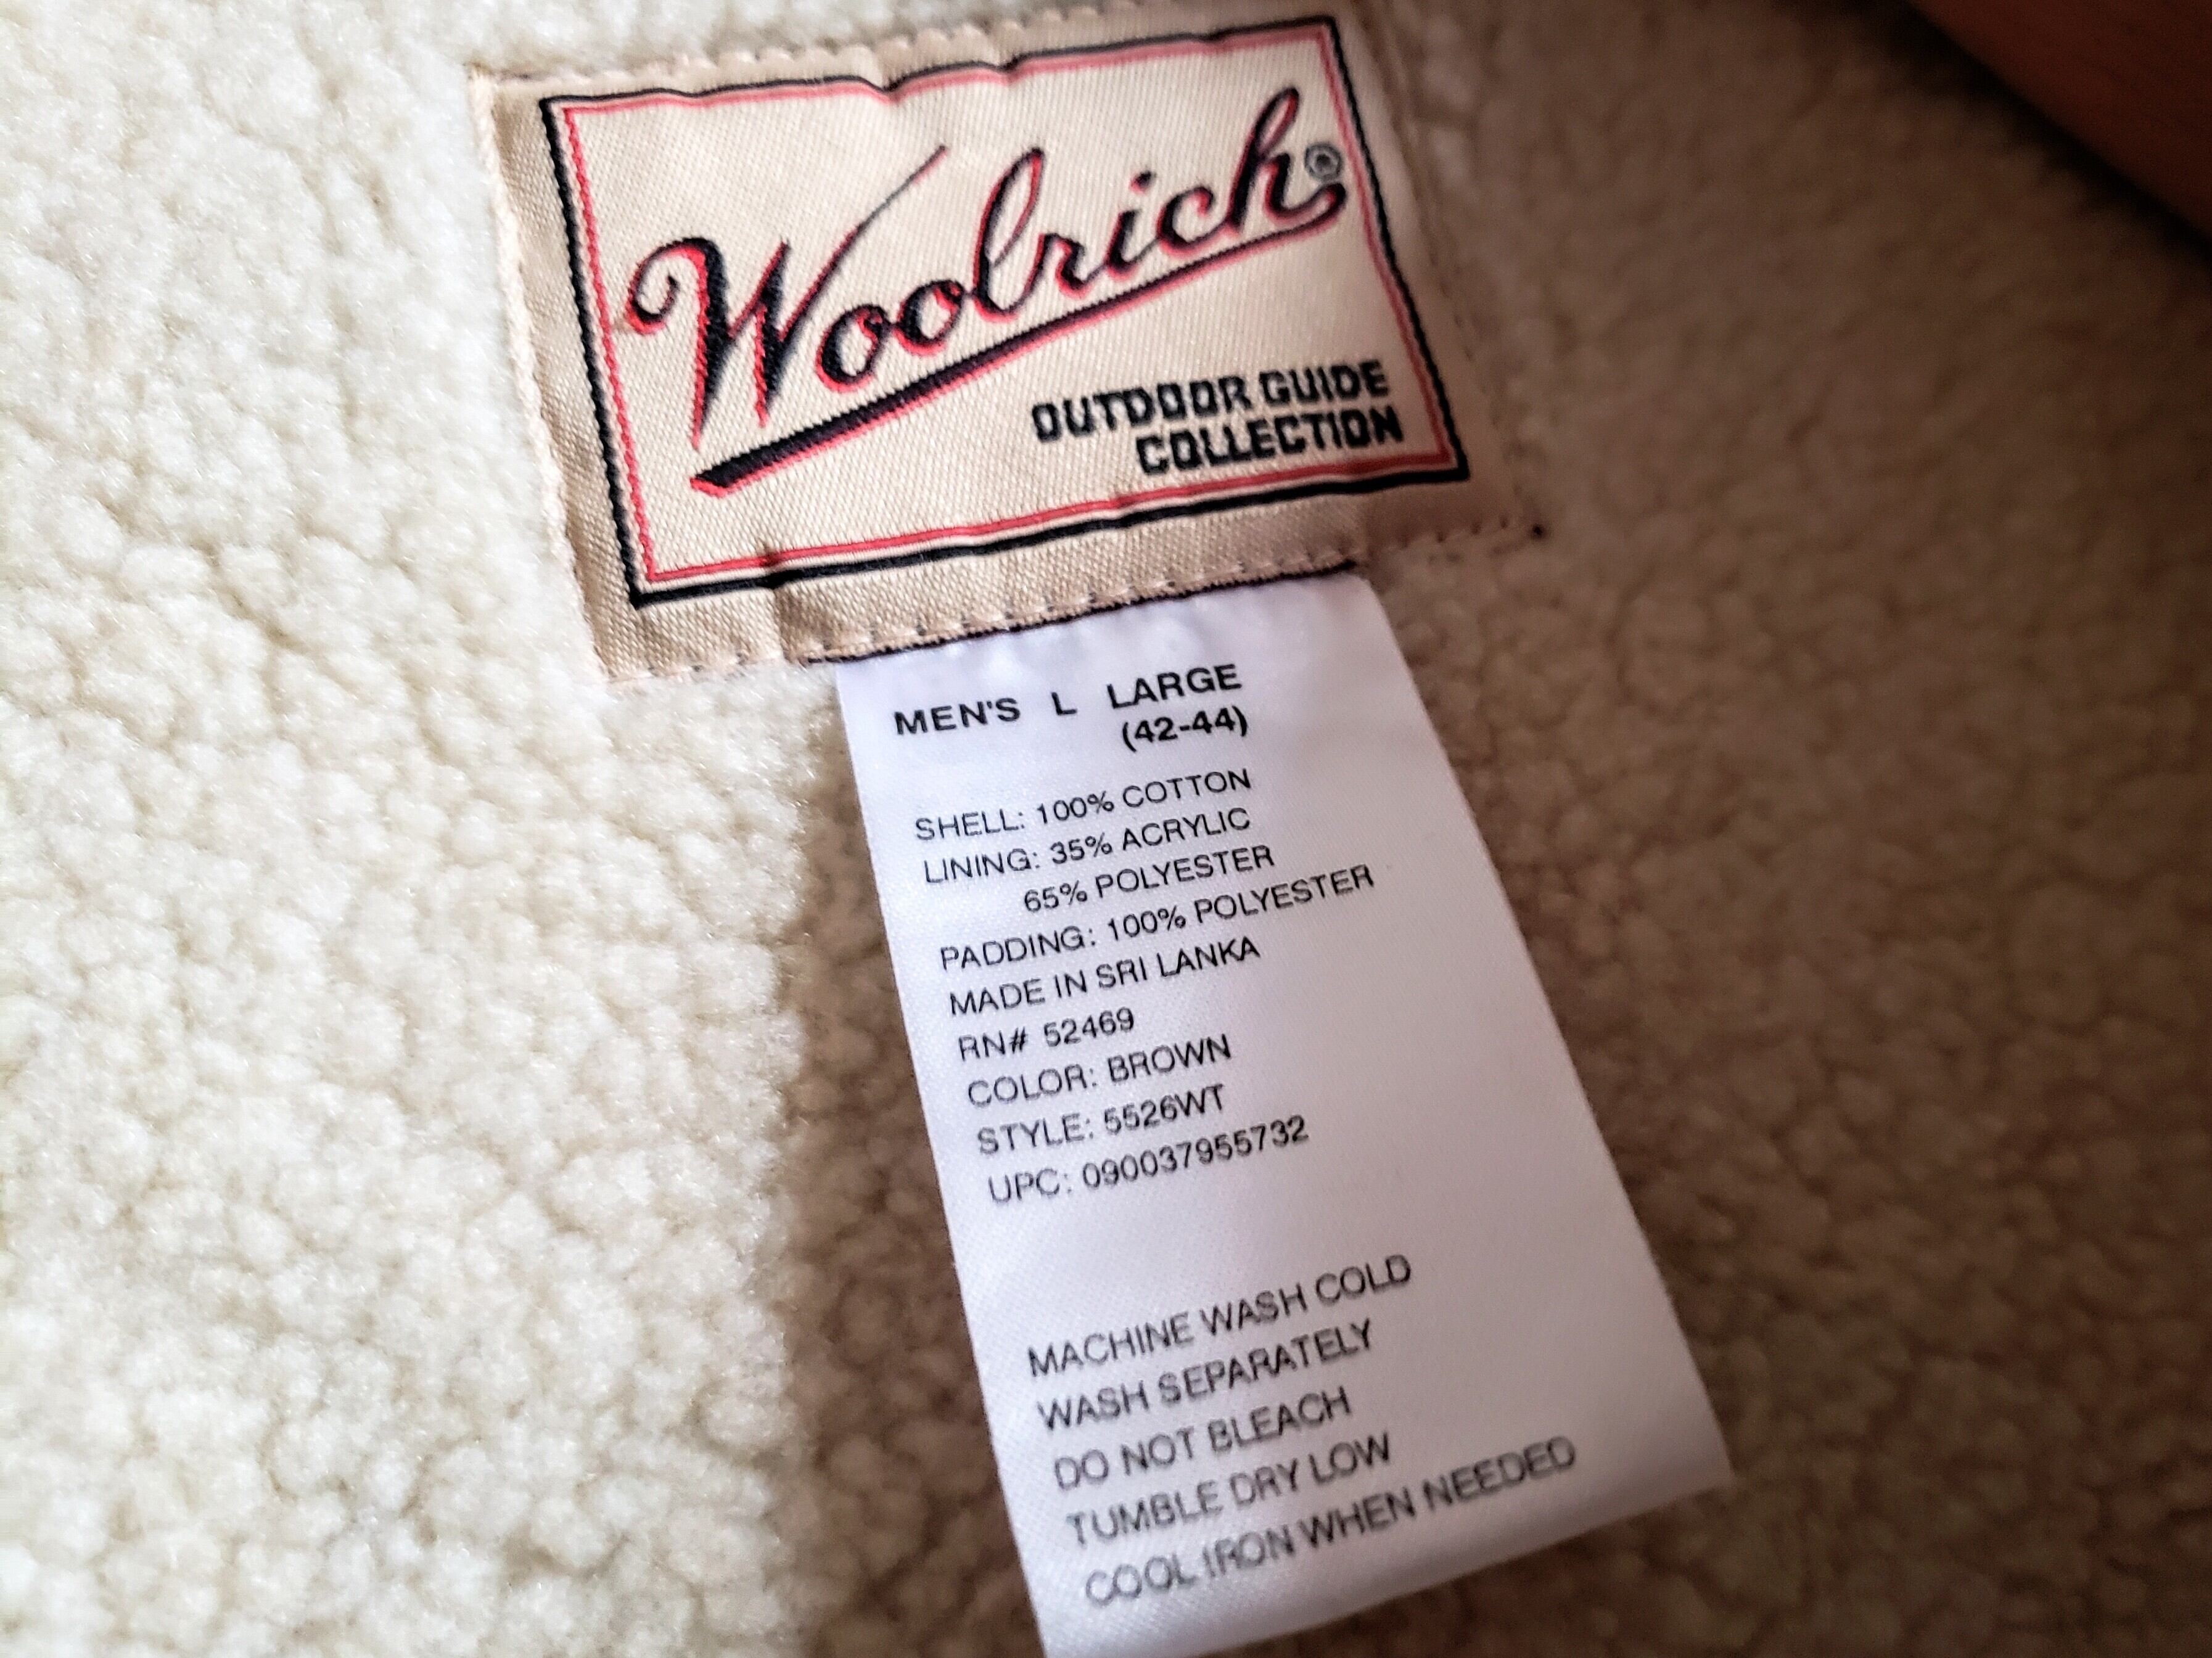 Woolrich®
OUTDOOR GUIDE
COLLECTION
MEN'S L LARGE
(42-44)
SHELL: 100% COTTON
LINING: 35% ACRYLIC
65% POLYESTER
PADDING: 100% POLYESTER
MADE IN SRI LANKA
RN# 52469
COLOR: BROWN
STYLE: 5526WT
UPC: 090037955732
MACHINE WASH COLD
WASH SEPARATELY
DO NOT BLEACH
TUMBLE DRY LOW
COOL IRON WHEN NEEDED